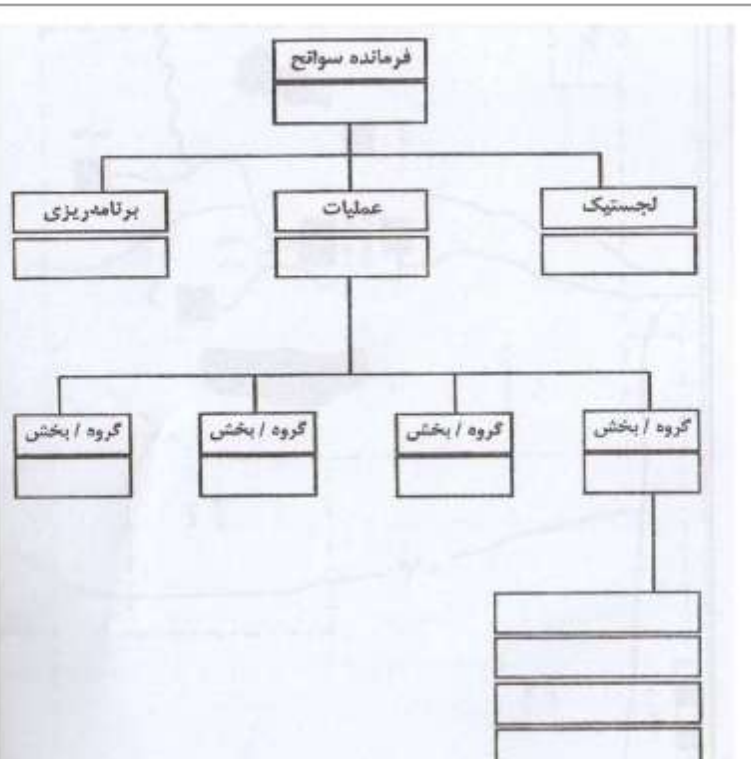 فرمانده سوانح
لجستیک
عملیات
برنامه‌ریزی
گروه / بخش
گروه / بخش
گروه / بخش
گروه / بخش